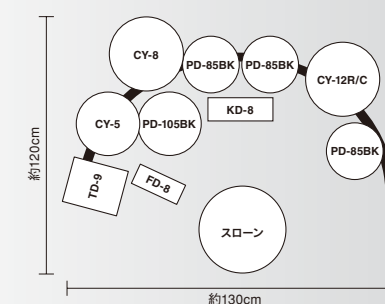 CY-8
PD-85BK
PD-85BK
CY-12R/C
KD-8
CY-5
PD-105BK
PD-85BK
TD-9
FD-8
スローン
約120cm
約130cm